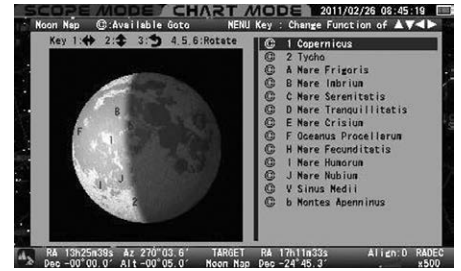 SCOPE MODE CHART MODE 2011/02/26 08:45:19
Moon Map Ⓖ:Available Goto MENU Key : Change Function of ▲▼◀▶
Key 1: 2: 3: 4.5.6:Rotate
Ⓖ 1 Copernicus
Ⓖ 2 Tycho
Ⓖ A Mare Frigoris
Ⓖ B Mare Imbrium
Ⓖ C Mare Serenitatis
Ⓖ D Mare Tranquillitatis
Ⓖ E Mare Crisium
Ⓖ F Oceanus Procellarum
Ⓖ H Mare Fecunditatis
Ⓖ I Mare Humorum
Ⓖ J Mare Nubium
Ⓖ V Sinus Medii
Ⓖ b Montes Apenninus
B
F
1
I J
2
RA 13h25m39s Az 270°03.6' TARGET RA 17h11m33s Align:0 RADEC
Dec -00°00.0' Alt -00°05.0' Moon Map Dec -24°45.3' x500